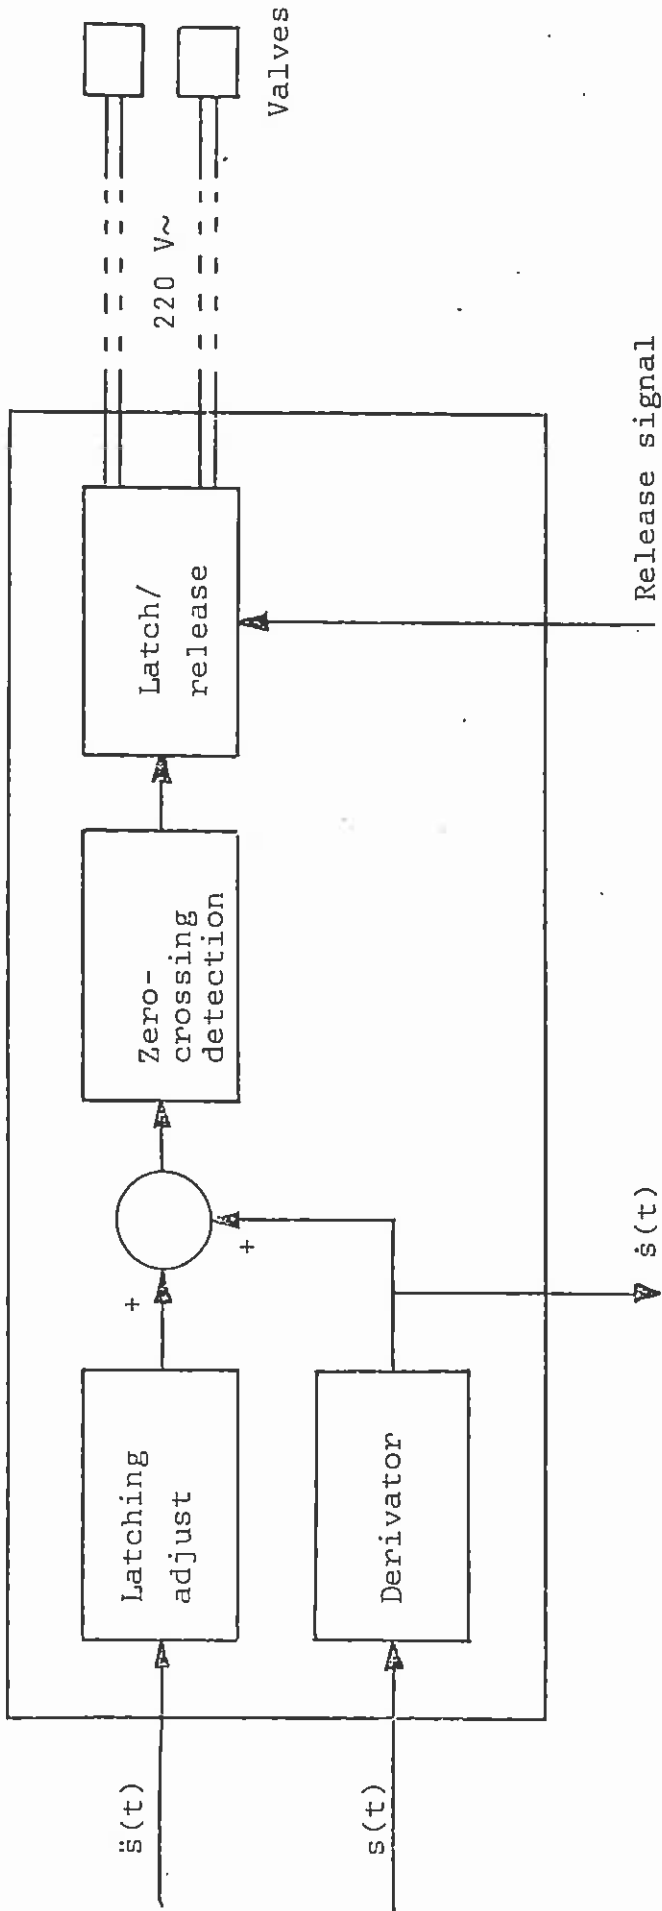 s̈(t)
s(t)
Latching
adjust
Derivator
+
+
ṡ(t)
Zero-
crossing
detection
Latch/
release
Release signal
220 V~
Valves